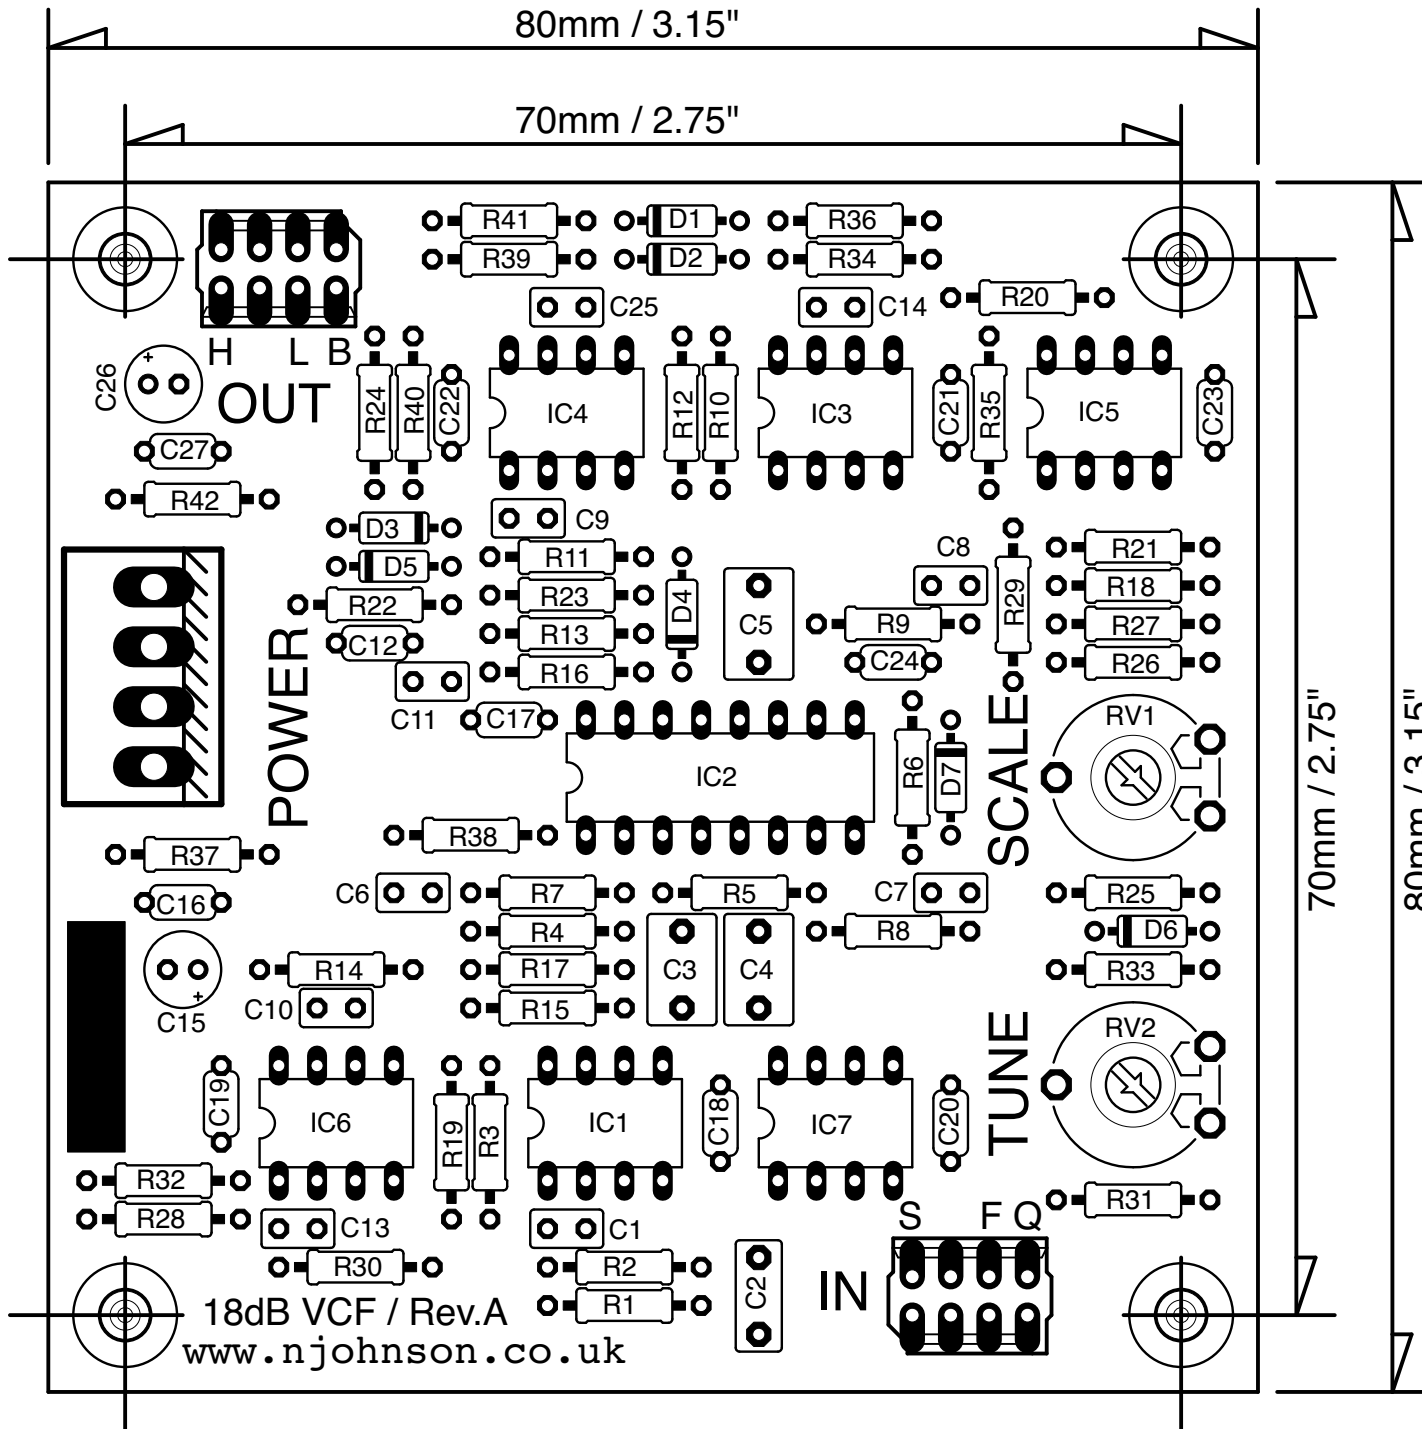 80mm / 3.15"
70mm / 2.75"
R41 D1 R36
R39 D2 R34
R20
C25 C14
H L B
C26
OUT
R24 R40 C22 IC4 R12 R10 IC3 C21 R35 IC5 C23
C27
R42
D3 C9
R11 C8 R21
D5 R18
R22 R23 D4 C5 R29
R13 R9 R27
C12 R16 C24 R26
POWER
C11 C17 SCALE RV1
IC2 R6 D7
70mm / 2.75"
80mm / 3.15"
R38
R37
C6 R7 R5 C7 R25
C16
R4 R8 D6
R14 R17 C3 C4 R33
C10 R15
C15 TUNE RV2
C19 IC6 R19 R3 IC1 C18 IC7 C20
R32
R31
R28 C13 C1 S F Q
R30 R2
C2 IN
R1
18dB VCF / Rev.A
www.njohnson.co.uk